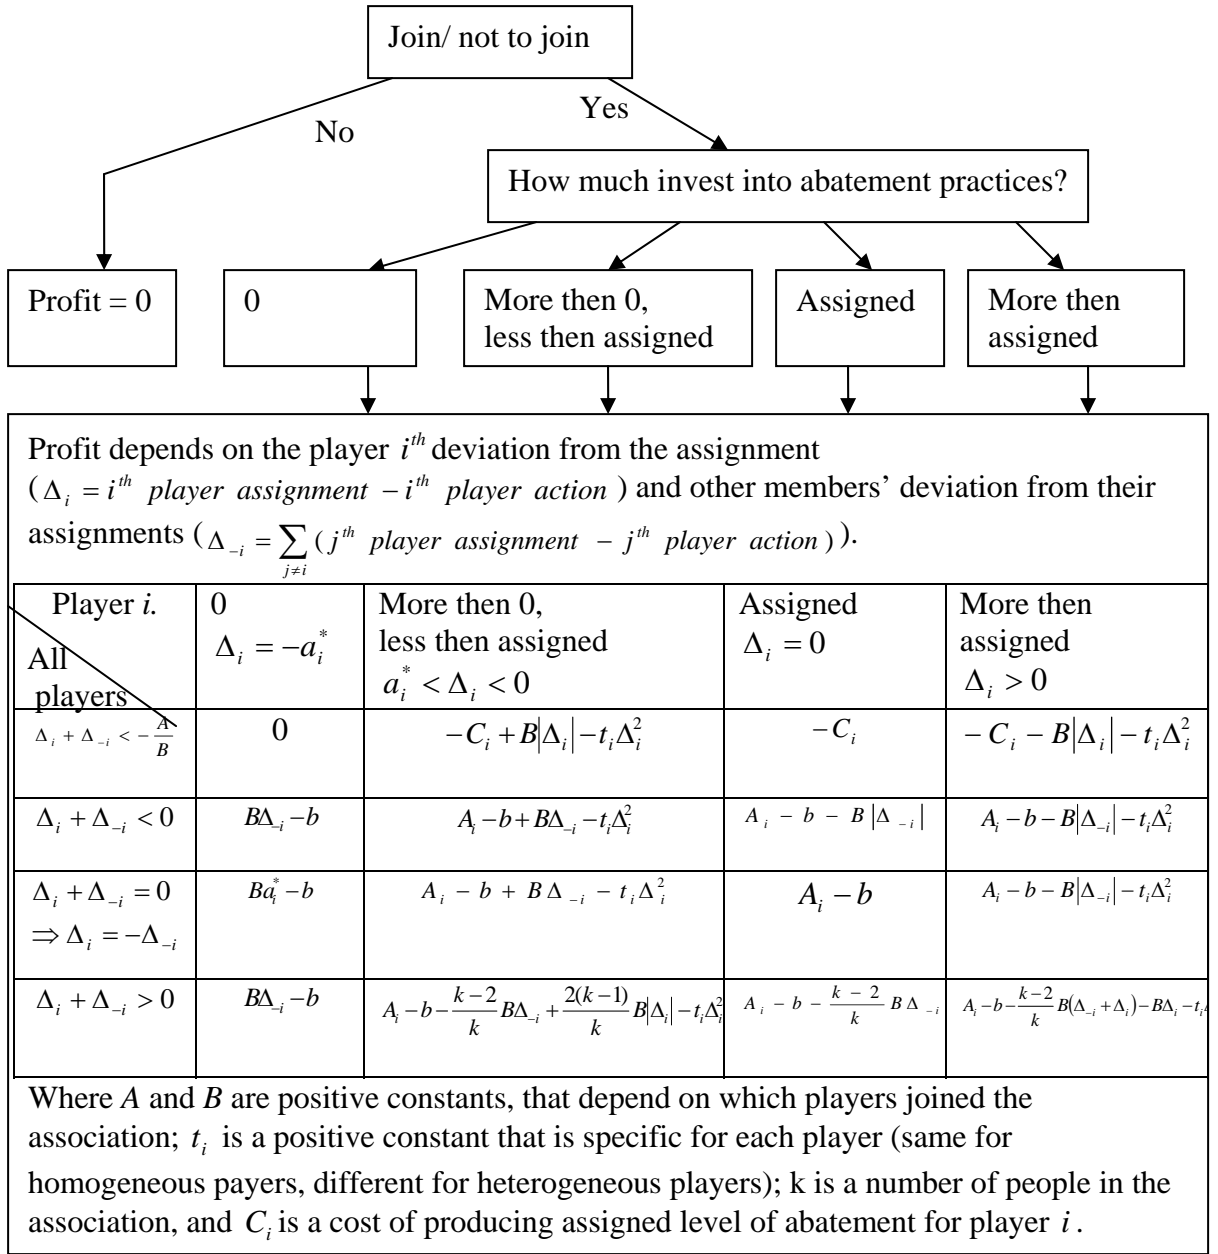 Join/ not to join
No
Yes
How much invest into abatement practices?
Profit = 0
0
More then 0,
less then assigned
Assigned
More then
assigned
Profit depends on the player i^{th} deviation from the assignment
(Δ_i = i^{th} player assignment − i^{th} player action) and other members’ deviation from their
assignments (Δ_{−i} = ∑_{j≠i} (j^{th} player assignment − j^{th} player action)).
Player i.
All
players
0
Δ_i = −a_i^*
More then 0,
less then assigned
a_i^* < Δ_i < 0
Assigned
Δ_i = 0
More then
assigned
Δ_i > 0
Δ_i + Δ_{−i} < −A/B
0
−C_i + B|Δ_i| − t_iΔ_i^2
−C_i
−C_i − B|Δ_i| − t_iΔ_i^2
Δ_i + Δ_{−i} < 0
BΔ_{−i} − b
A_i − b + BΔ_{−i} − t_iΔ_i^2
A_i − b − B|Δ_{−i}|
A_i − b − B|Δ_{−i}| − t_iΔ_i^2
Δ_i + Δ_{−i} = 0
⇒ Δ_i = −Δ_{−i}
Ba_i^* − b
A_i − b + BΔ_{−i} − t_iΔ_i^2
A_i − b
A_i − b − B|Δ_{−i}| − t_iΔ_i^2
Δ_i + Δ_{−i} > 0
BΔ_{−i} − b
A_i − b − \frac{k−2}{k}BΔ_{−i} + \frac{2(k−1)}{k}B|Δ_i| − t_iΔ_i^2
A_i − b − \frac{k−2}{k}BΔ_{−i}
A_i − b − \frac{k−2}{k}B(Δ_{−i} + Δ_i) − BΔ_i − t_i
Where A and B are positive constants, that depend on which players joined the
association; t_i is a positive constant that is specific for each player (same for
homogeneous payers, different for heterogeneous players); k is a number of people in the
association, and C_i is a cost of producing assigned level of abatement for player i.